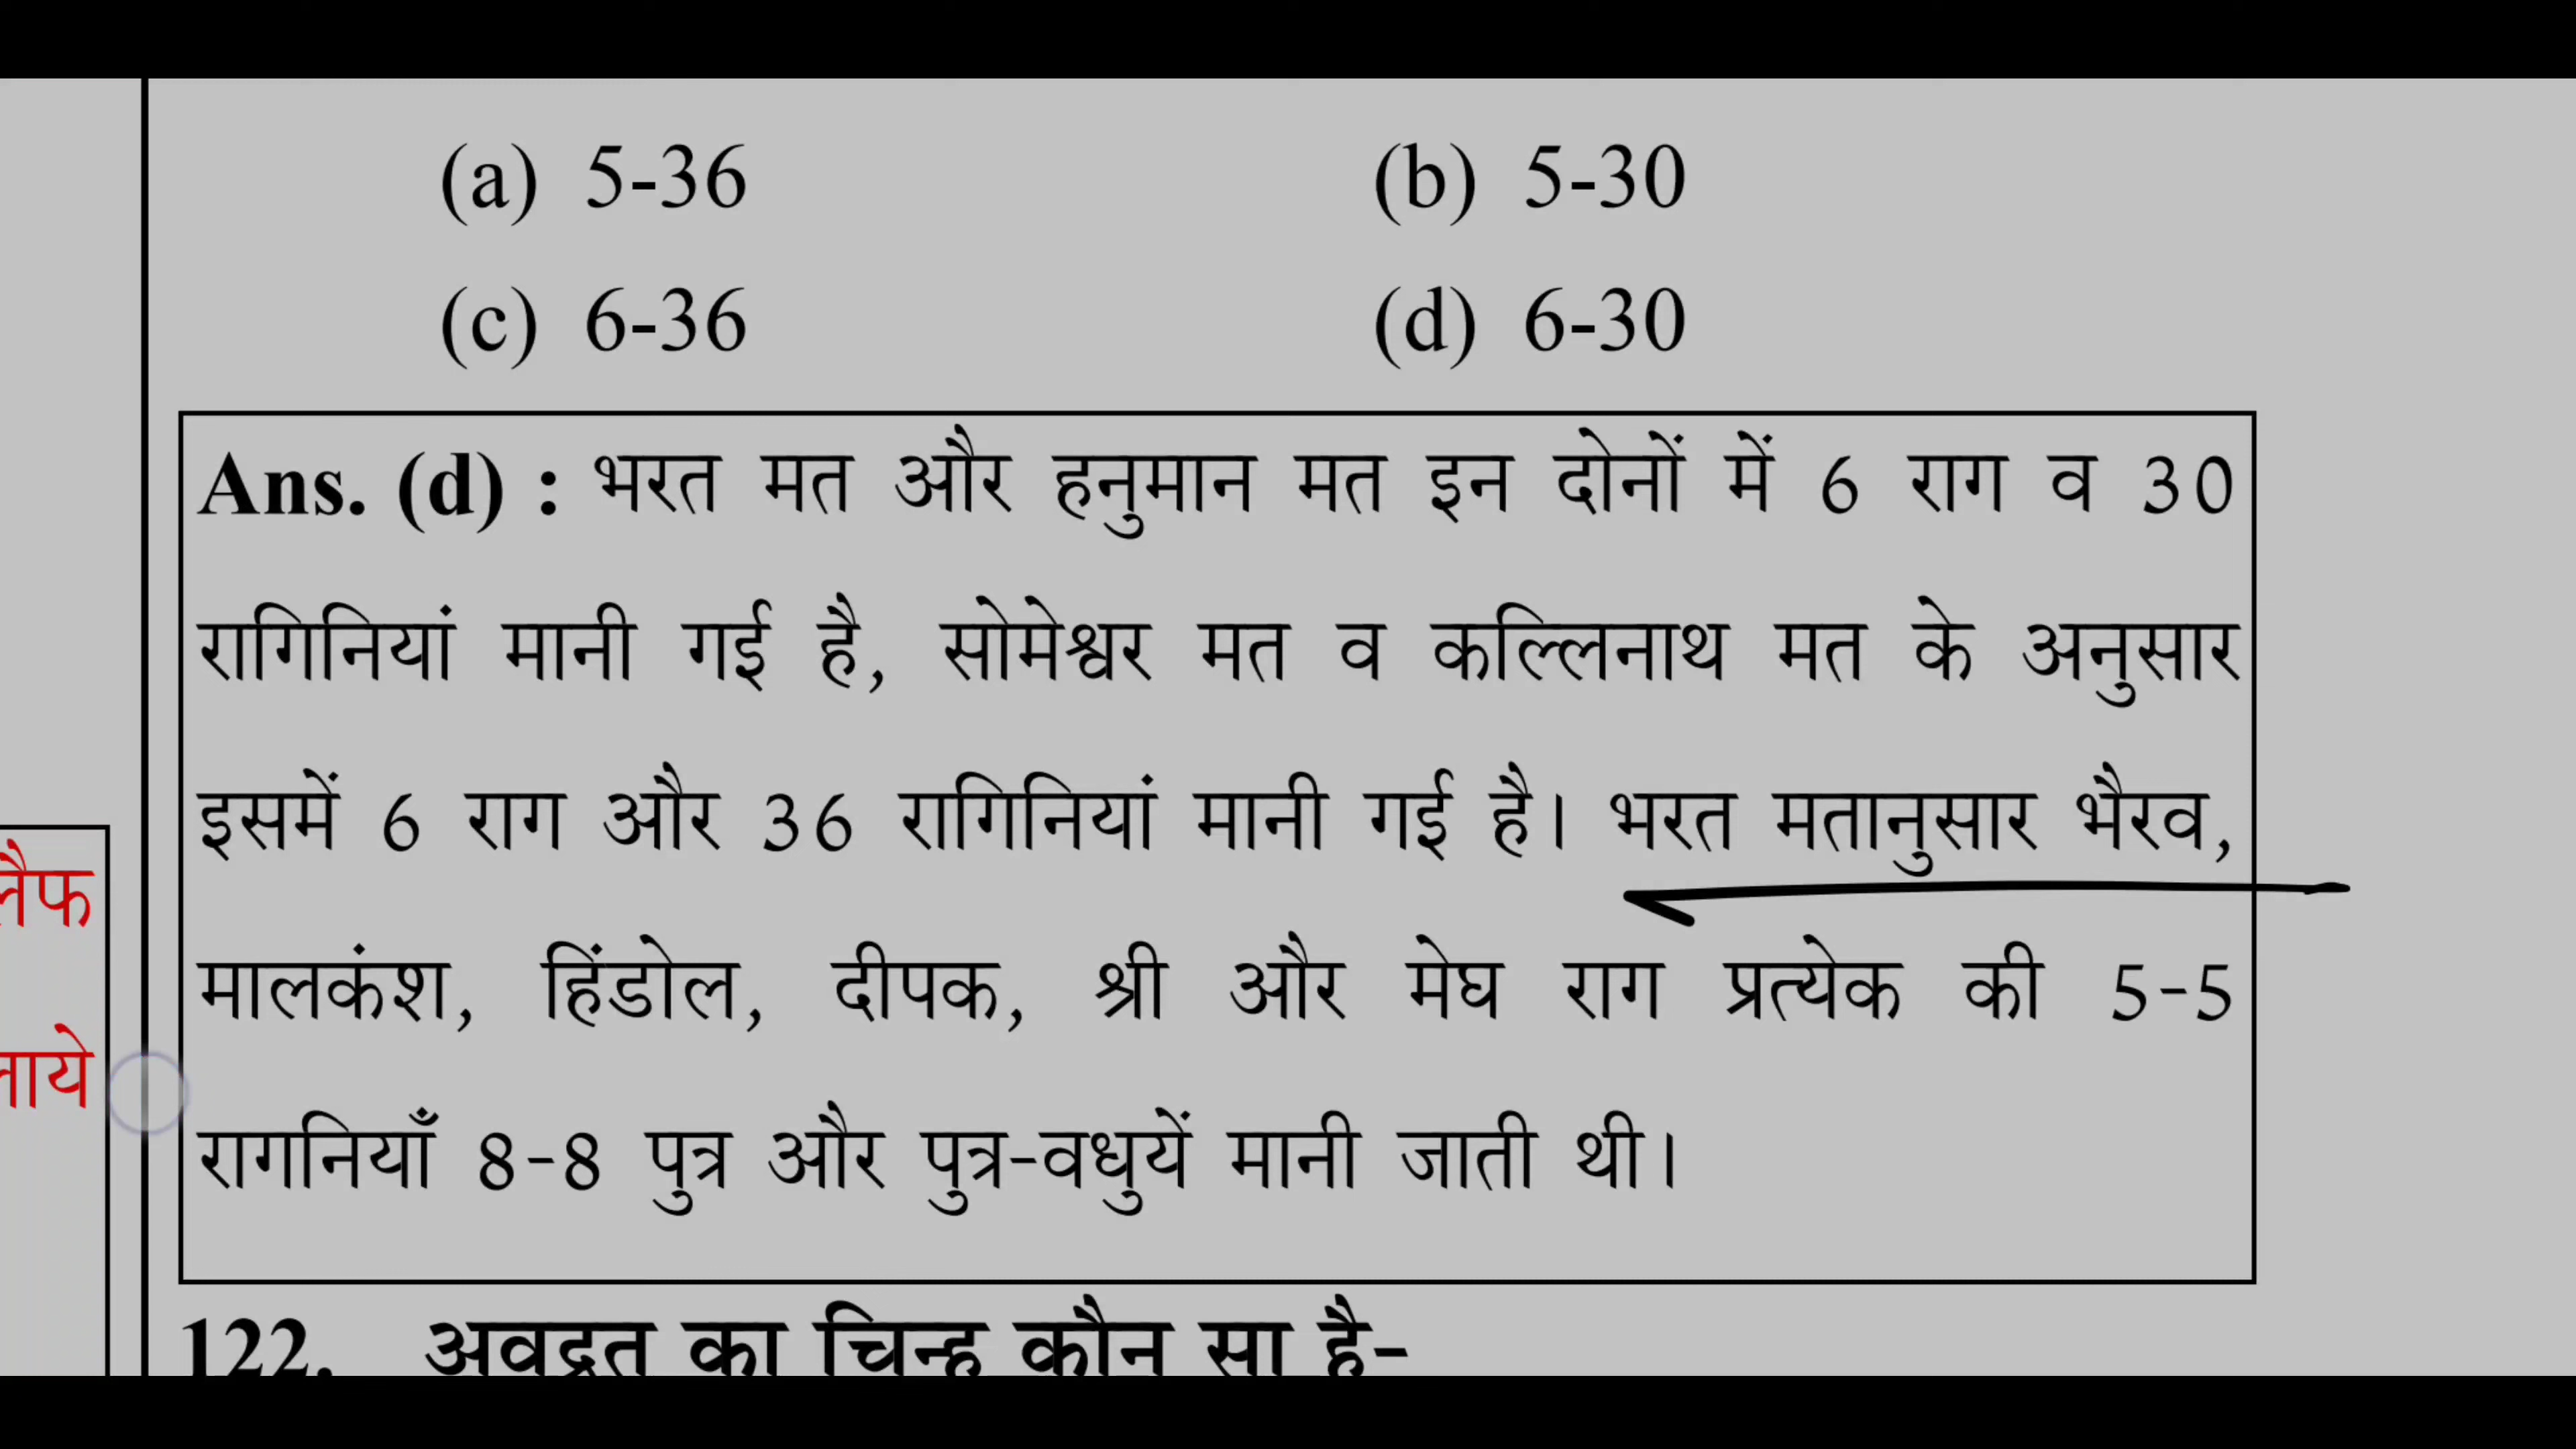 (a) 5-36 (b) 5-30
(c) 6-36 (d) 6-30
Ans. (d) : भरत मत और हनुमान मत इन दोनों में 6 राग व 30
रागिनियां मानी गई है, सोमेश्वर मत व कल्लिनाथ मत के अनुसार
इसमें 6 राग और 36 रागिनियां मानी गई है। भरत मतानुसार भैरव,
मालकंश, हिंडोल, दीपक, श्री और मेघ राग प्रत्येक की 5-5
रागनियाँ 8-8 पुत्र और पुत्र-वधुयें मानी जाती थी।
122. अवद्रुत का चिन्ह कौन सा है-